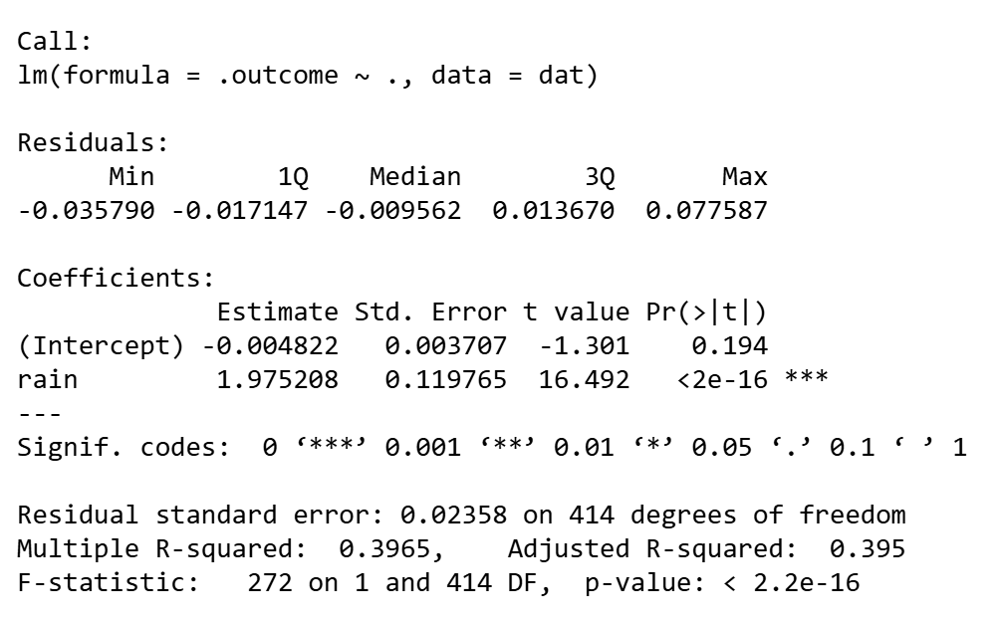 Call:
lm(formula = .outcome ~ ., data = dat)
Residuals:
      Min        1Q    Median        3Q       Max
-0.035790 -0.017147 -0.009562  0.013670  0.077587
Coefficients:
             Estimate Std. Error t value Pr(>|t|)
(Intercept) -0.004822   0.003707  -1.301    0.194
rain         1.975208   0.119765  16.492   <2e-16 ***
---
Signif. codes:  0 ‘***’ 0.001 ‘**’ 0.01 ‘*’ 0.05 ‘.’ 0.1 ‘ ’ 1
Residual standard error: 0.02358 on 414 degrees of freedom
Multiple R-squared:  0.3965,    Adjusted R-squared:  0.395
F-statistic:   272 on 1 and 414 DF,  p-value: < 2.2e-16